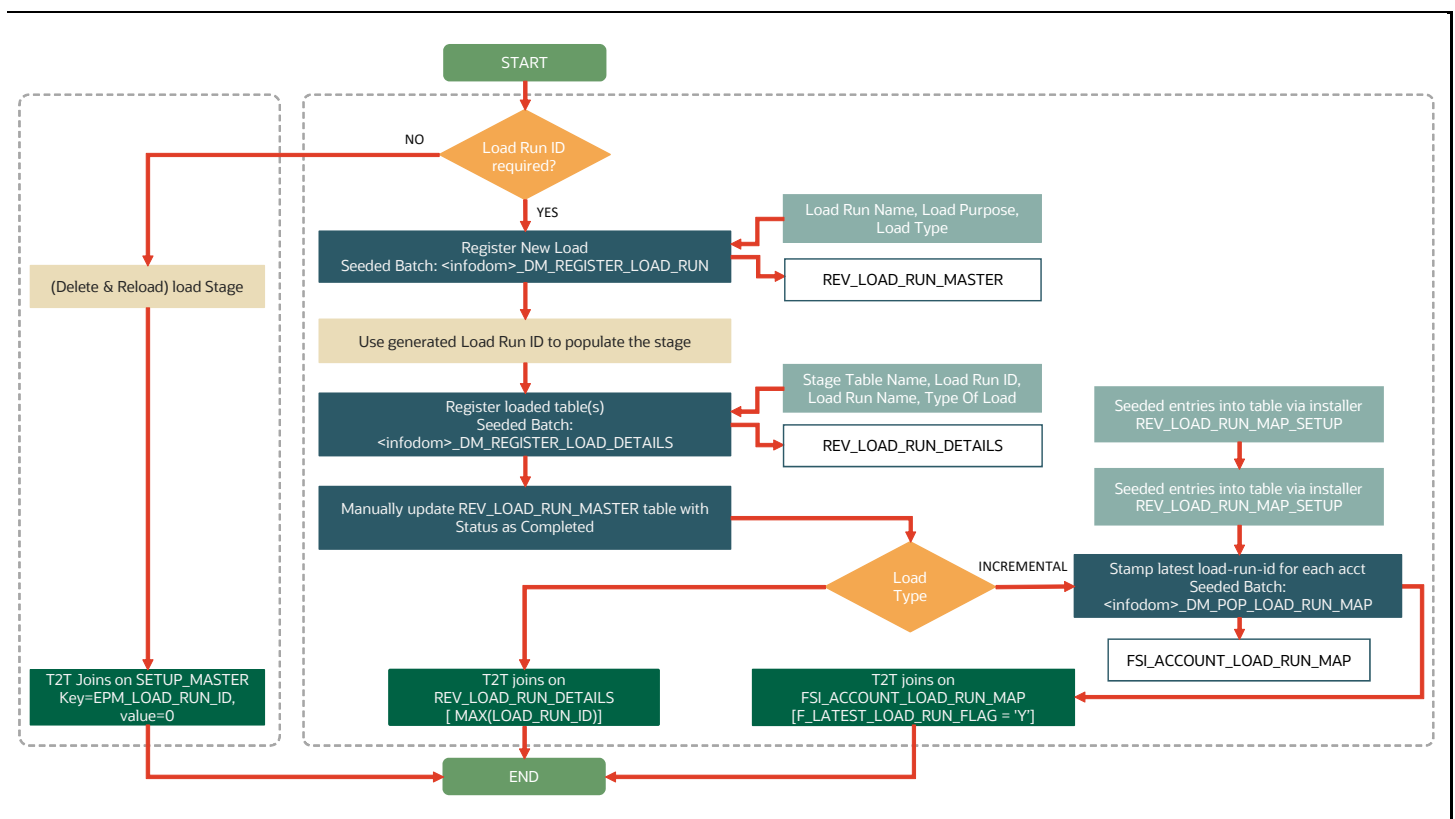 START
NO
Load Run ID
required?
YES
Load Run Name, Load Purpose,
Load Type
Register New Load
Seeded Batch: <infodom>_DM_REGISTER_LOAD_RUN
REV_LOAD_RUN_MASTER
(Delete & Reload) load Stage
Use generated Load Run ID to populate the stage
Stage Table Name, Load Run ID,
Load Run Name, Type Of Load
Register loaded table(s)
Seeded Batch:
<infodom>_DM_REGISTER_LOAD_DETAILS
REV_LOAD_RUN_DETAILS
Seeded entries into table via installer
REV_LOAD_RUN_MAP_SETUP
Seeded entries into table via installer
REV_LOAD_RUN_MAP_SETUP
Manually update REV_LOAD_RUN_MASTER table with
Status as Completed
Load
Type
INCREMENTAL
Stamp latest load-run-id for each acct
Seeded Batch:
<infodom>_DM_POP_LOAD_RUN_MAP
FSI_ACCOUNT_LOAD_RUN_MAP
T2T Joins on SETUP_MASTER
Key=EPM_LOAD_RUN_ID,
value=0
T2T joins on
REV_LOAD_RUN_DETAILS
[ MAX(LOAD_RUN_ID)]
T2T joins on
FSI_ACCOUNT_LOAD_RUN_MAP
[F_LATEST_LOAD_RUN_FLAG = 'Y']
END